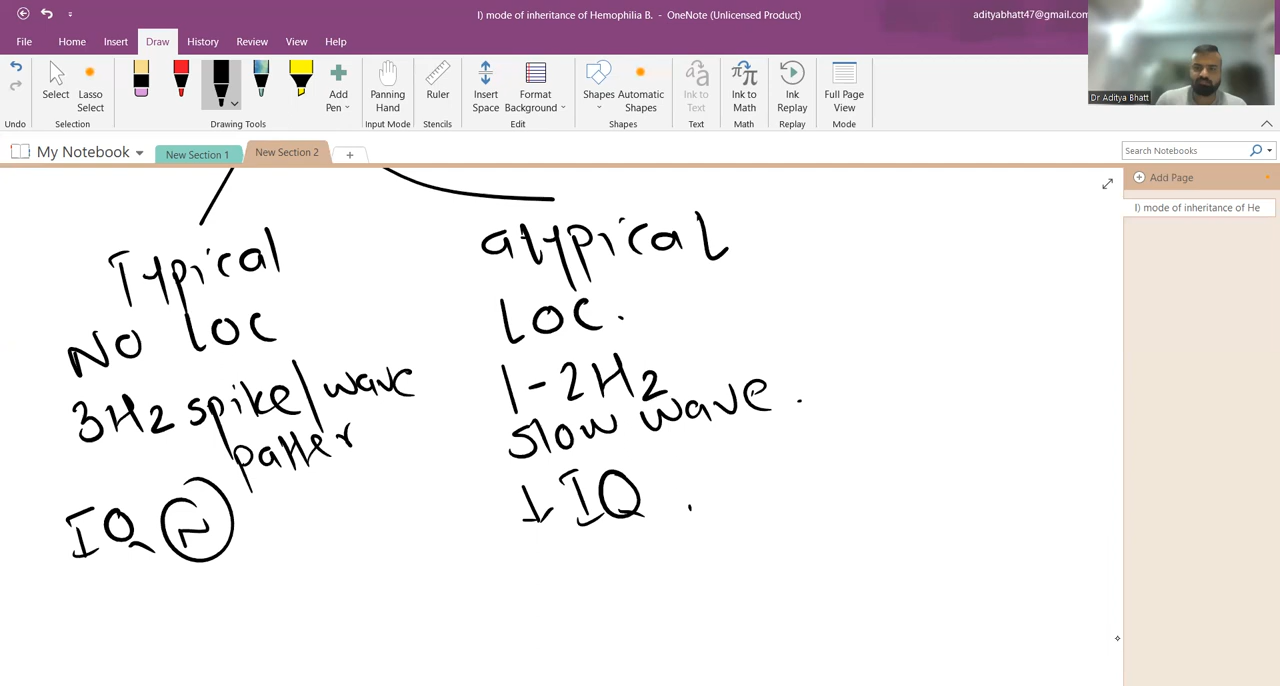 I) mode of inheritance of Hemophilia B. - OneNote (Unlicensed Product)
adityabhatt47@gmail.com
File Home Insert Draw History Review View Help
Undo
Select
Lasso Select
Add Pen
Panning Hand
Ruler
Insert Space
Format Background
Shapes
Automatic Shapes
Ink to Text
Ink to Math
Ink Replay
Full Page View
Selection Drawing Tools Input Mode Stencils Edit Shapes Text Math Replay Mode
Dr Aditya Bhatt
My Notebook New Section 1 New Section 2
Search Notebooks
Add Page
I) mode of inheritance of He
Typical
NO LOC
3HZ spike/wave
patter
IQ N
atypical
LOC.
1-2HZ
slow wave.
↓ IQ.